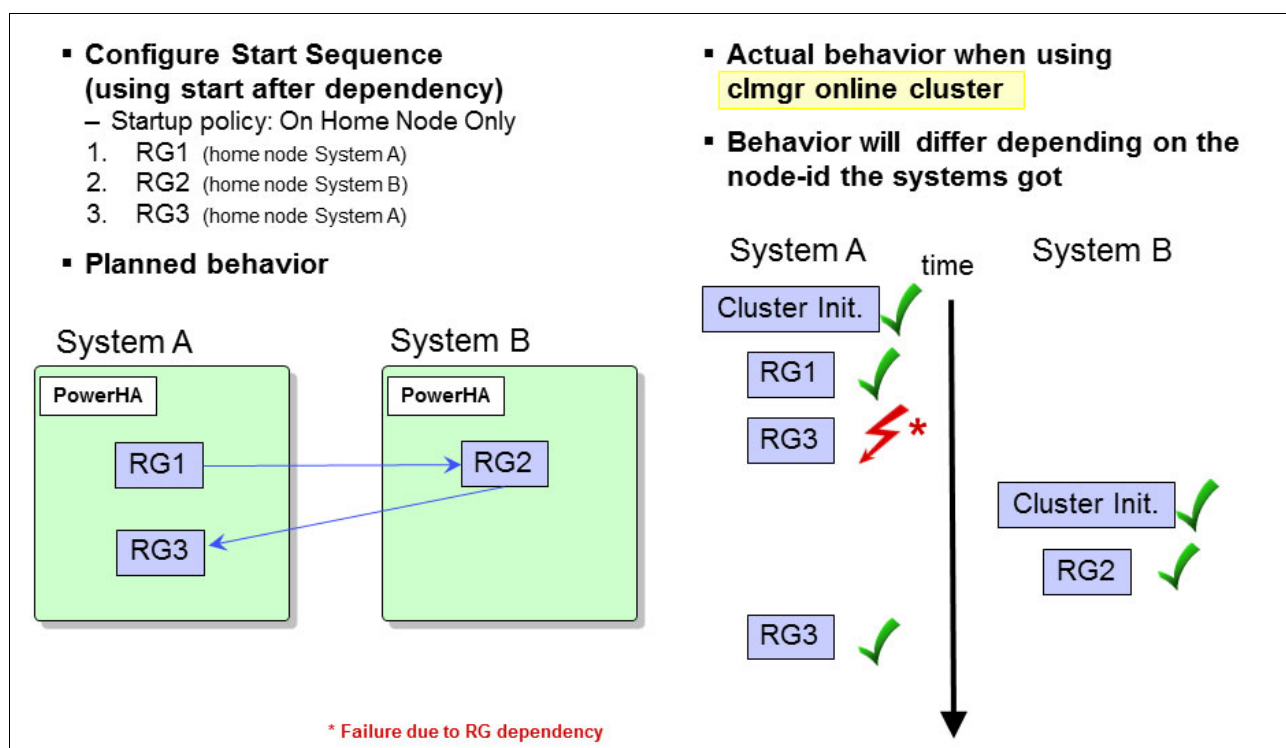 ▪ Configure Start Sequence
(using start after dependency)
– Startup policy: On Home Node Only
1. RG1 (home node System A)
2. RG2 (home node System B)
3. RG3 (home node System A)
▪ Planned behavior
System A
System B
PowerHA
PowerHA
RG1
RG2
RG3
* Failure due to RG dependency
▪ Actual behavior when using
clmgr online cluster
▪ Behavior will differ depending on the
node-id the systems got
System A
time
System B
Cluster Init.
RG1
RG3
*
Cluster Init.
RG2
RG3